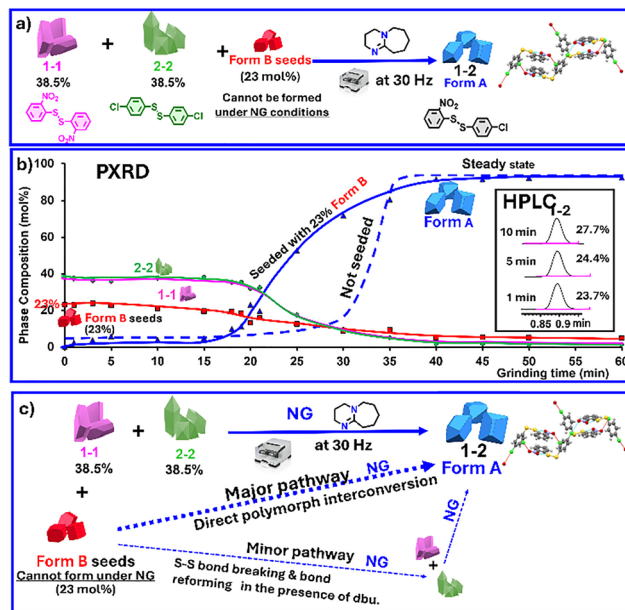 a)
1-1
38.5%
+
2-2
38.5%
+
Form B seeds
(23 mol%)
Cannot be formed
under NG conditions
N
N
at 30 Hz
1-2
Form A
NO2
S
S
NO2
Cl
S
S
Cl
NO2
S
S
Cl
b)
PXRD
Phase Composition (mol%)
100
80
60
40
20
0
23%
2-2
1-1
Form B seeds
(23%)
Seeded with 23% Form B
Not seeded
Steady state
Form A
HPLC
1-2
10 min
27.7%
5 min
24.4%
1 min
23.7%
0.85
0.9
min
0
5
10
15
20
25
30
35
40
45
50
55
60
Grinding time (min)
c)
1-1
38.5%
+
2-2
38.5%
NG
N
N
at 30 Hz
1-2
Form A
+
Form B seeds
Cannot form under NG
(23 mol%)
Major pathway
NG
Direct polymorph interconversion
Minor pathway
NG
S-S bond breaking & bond
reforming in the presence of dbu.
+
NG